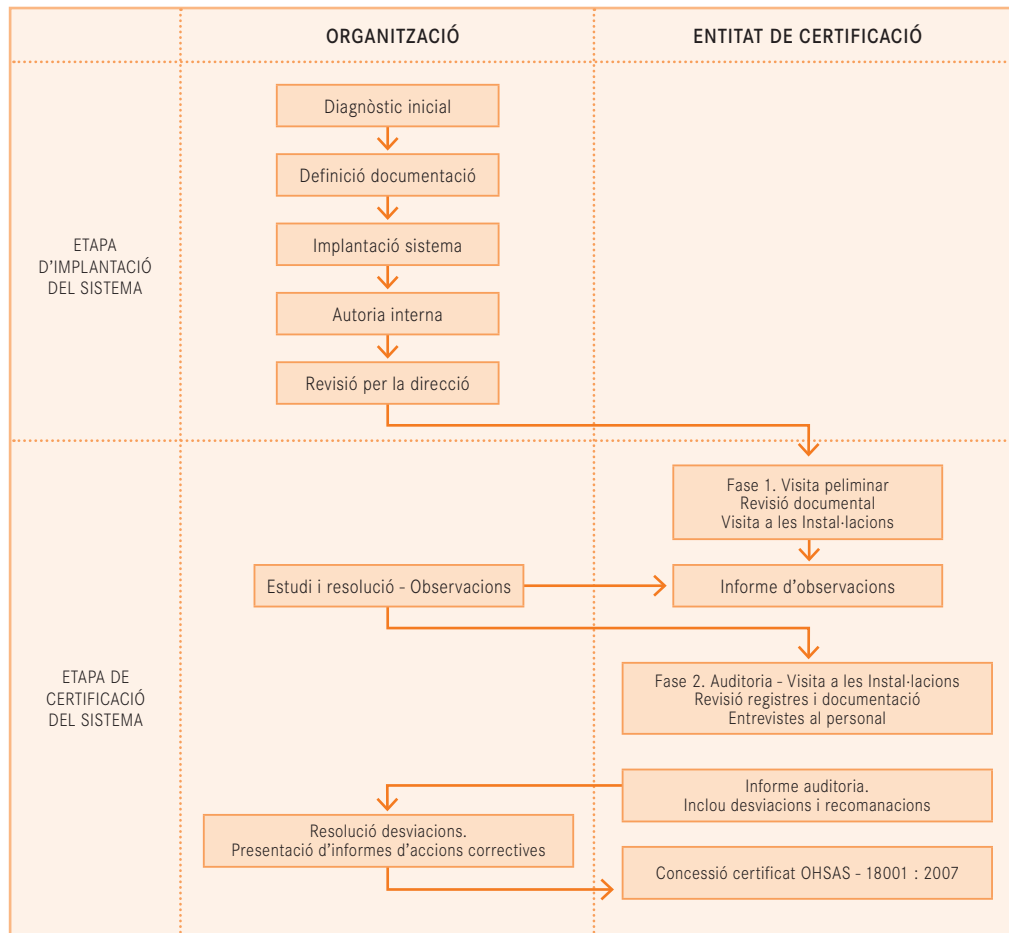 ORGANITZACIÓ
ENTITAT DE CERTIFICACIÓ
ETAPA
D'IMPLANTACIÓ
DEL SISTEMA
Diagnòstic inicial
Definició documentació
Implantació sistema
Autoria interna
Revisió per la direcció
ETAPA DE
CERTIFICACIÓ
DEL SISTEMA
Fase 1. Visita peliminar
Revisió documental
Visita a les Instal·lacions
Estudi i resolució - Observacions
Informe d'observacions
Fase 2. Auditoria - Visita a les Instal·lacions
Revisió registres i documentació
Entrevistes al personal
Informe auditoria.
Inclou desviacions i recomanacions
Resolució desviacions.
Presentació d'informes d'accions correctives
Concessió certificat OHSAS - 18001 : 2007